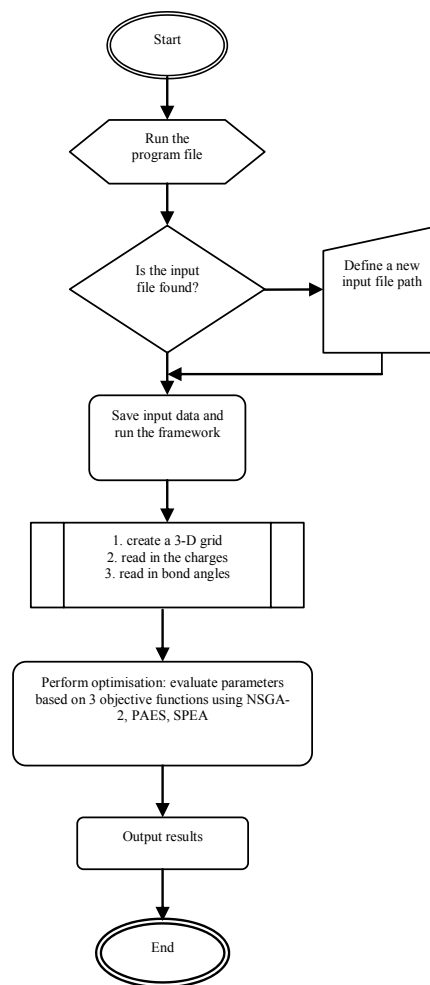 Start
Run the
program file
Is the input
file found?
Define a new
input file path
Save input data and
run the framework
1. create a 3-D grid
2. read in the charges
3. read in bond angles
Perform optimisation: evaluate parameters
based on 3 objective functions using NSGA-
2, PAES, SPEA
Output results
End